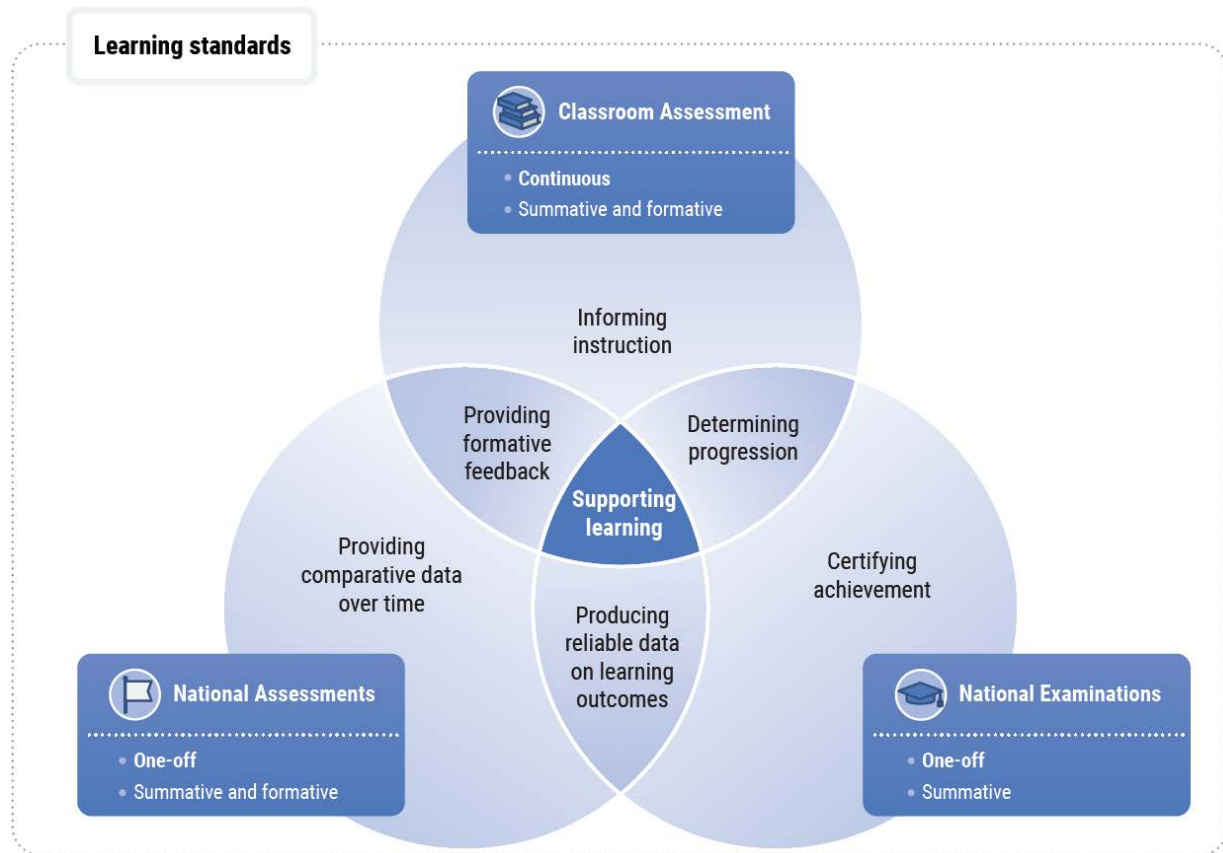 Learning standards
Classroom Assessment
• Continuous
• Summative and formative
Informing
instruction
Providing
formative
feedback
Determining
progression
Supporting
learning
Providing
comparative data
over time
Certifying
achievement
Producing
reliable data
on learning
outcomes
National Assessments
• One-off
• Summative and formative
National Examinations
• One-off
• Summative